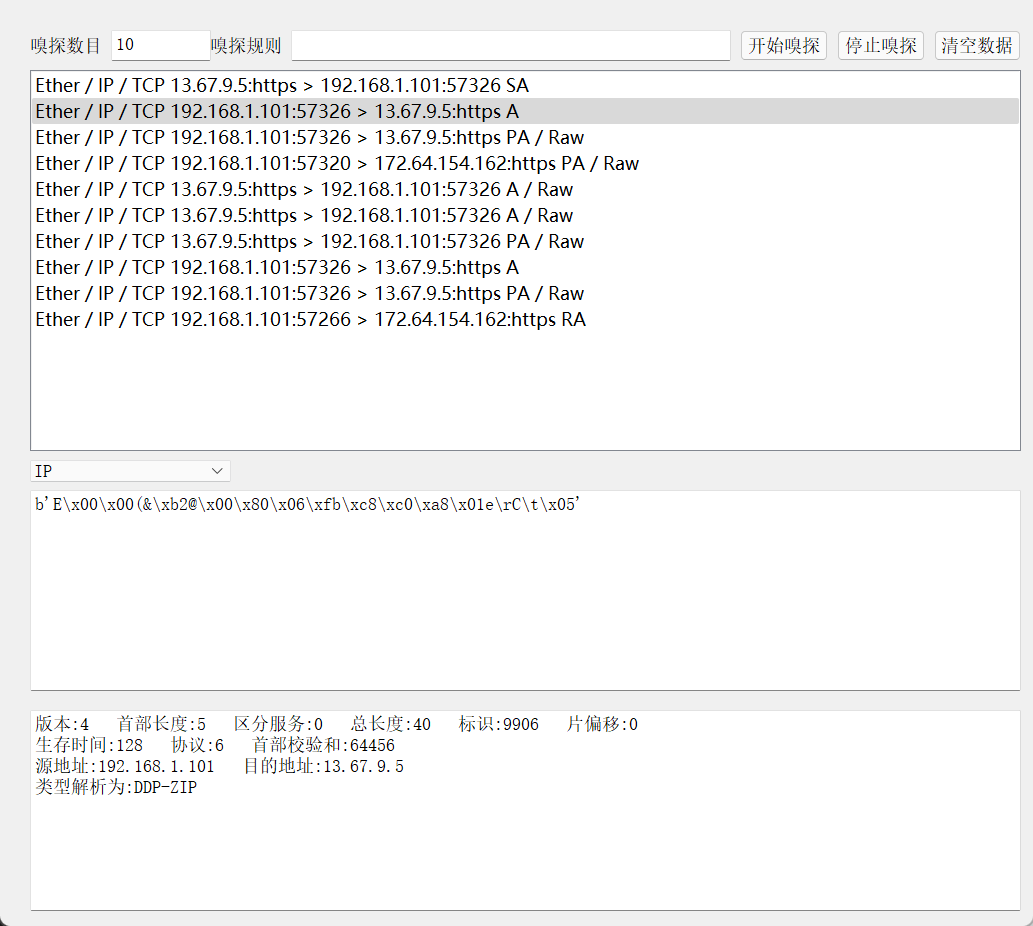 嗅探数目 10 嗅探规则 开始嗅探 停止嗅探 清空数据
Ether / IP / TCP 13.67.9.5:https > 192.168.1.101:57326 SA
Ether / IP / TCP 192.168.1.101:57326 > 13.67.9.5:https A
Ether / IP / TCP 192.168.1.101:57326 > 13.67.9.5:https PA / Raw
Ether / IP / TCP 192.168.1.101:57320 > 172.64.154.162:https PA / Raw
Ether / IP / TCP 13.67.9.5:https > 192.168.1.101:57326 A / Raw
Ether / IP / TCP 13.67.9.5:https > 192.168.1.101:57326 A / Raw
Ether / IP / TCP 13.67.9.5:https > 192.168.1.101:57326 PA / Raw
Ether / IP / TCP 192.168.1.101:57326 > 13.67.9.5:https A
Ether / IP / TCP 192.168.1.101:57326 > 13.67.9.5:https PA / Raw
Ether / IP / TCP 192.168.1.101:57266 > 172.64.154.162:https RA
IP
b'E\x00\x00(&\xb2@\x00\x80\x06\xfb\xc8\xc0\xa8\x01e\rC\t\x05'
版本:4 首部长度:5 区分服务:0 总长度:40 标识:9906 片偏移:0
生存时间:128 协议:6 首部校验和:64456
源地址:192.168.1.101 目的地址:13.67.9.5
类型解析为:DDP-ZIP